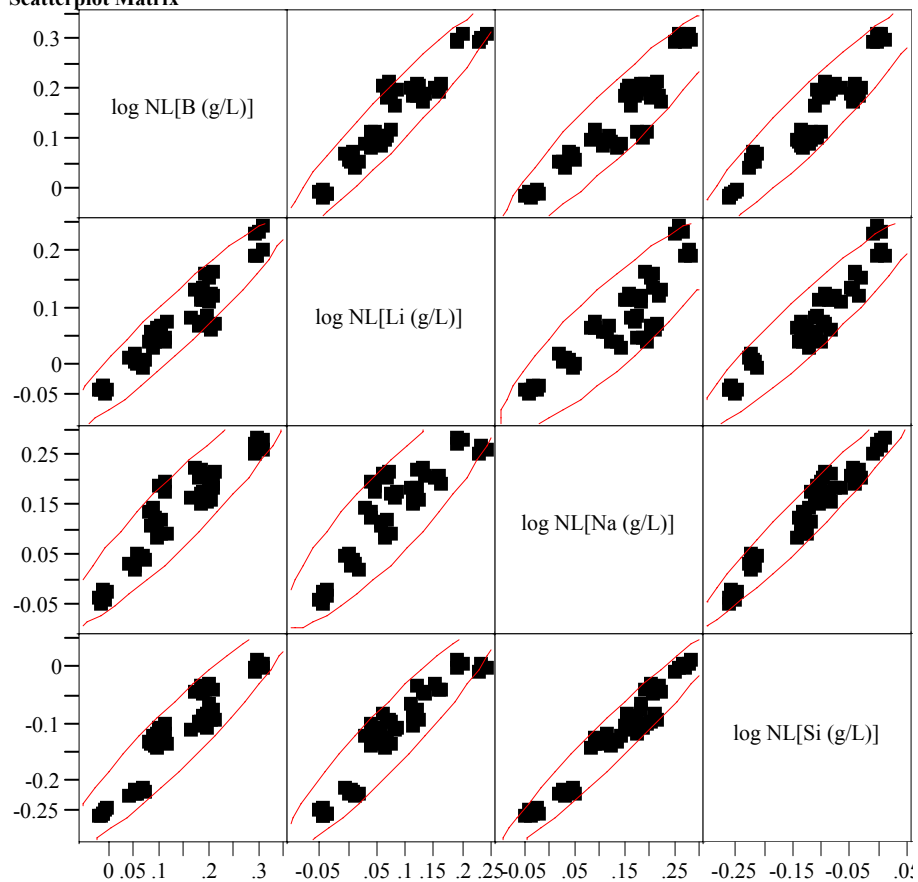 Scatterplot Matrix
0.3
0.2
0.1
0
log NL[B (g/L)]
0.2
0.1
0
-0.05
log NL[Li (g/L)]
0.25
0.15
0.05
-0.05
log NL[Na (g/L)]
0
-0.1
-0.2
-0.25
log NL[Si (g/L)]
0 .05 .1 .2 .3 -0.05 .05 .1 .15 .2 .25 -0.05 .05 .15 .25 -0.25 -0.15 -0.05 .05